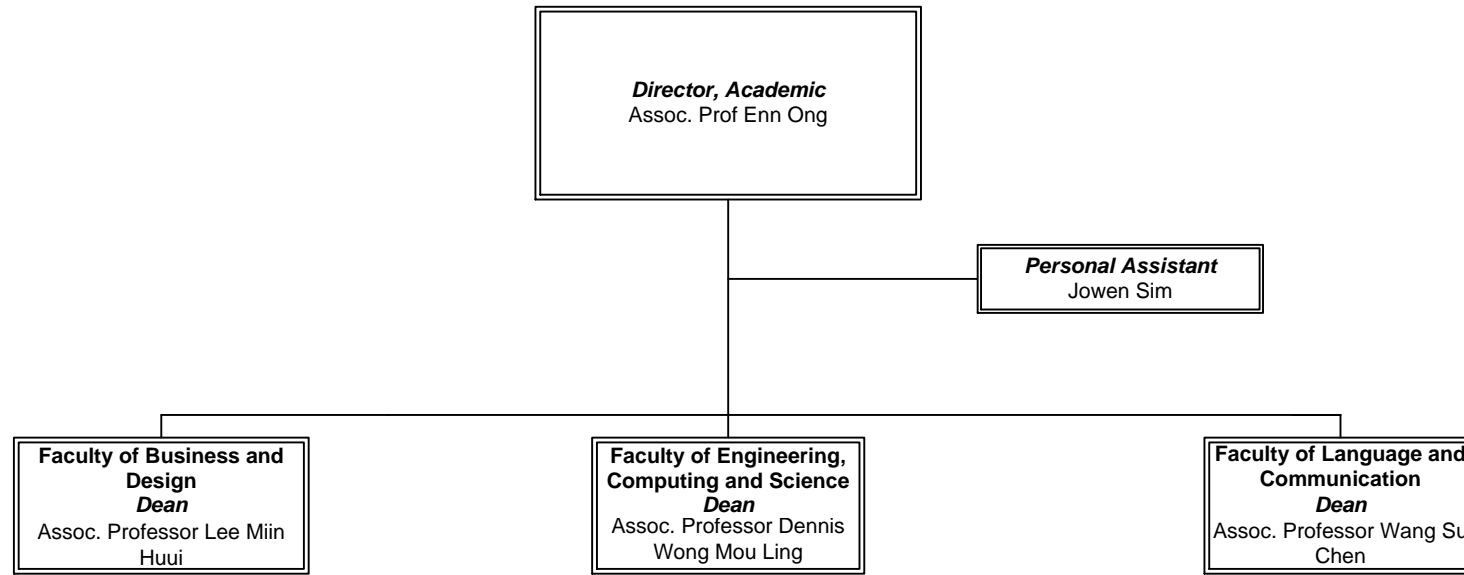 Director, Academic
Assoc. Prof Enn Ong
Personal Assistant
Jowen Sim
Faculty of Business and
Design
Dean
Assoc. Professor Lee Miin
Huui
Faculty of Engineering,
Computing and Science
Dean
Assoc. Professor Dennis
Wong Mou Ling
Faculty of Language and
Communication
Dean
Assoc. Professor Wang Su
Chen